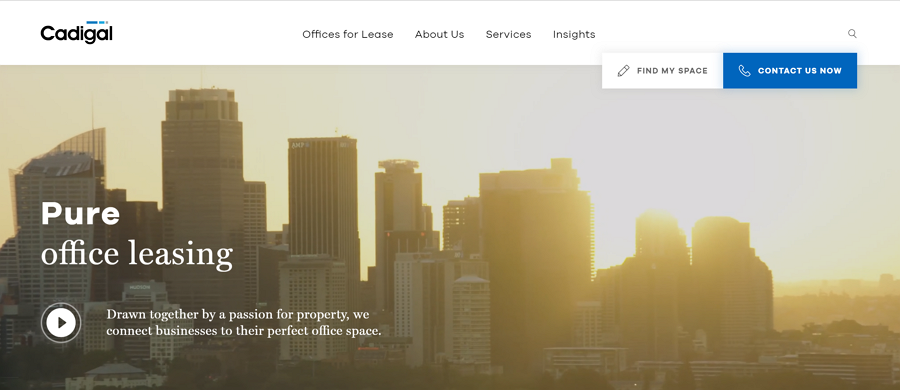 Cadigal
Offices for Lease
About Us
Services
Insights
FIND MY SPACE
CONTACT US NOW
AMP
Pure
office leasing
Drawn together by a passion for property, we
connect businesses to their perfect office space.